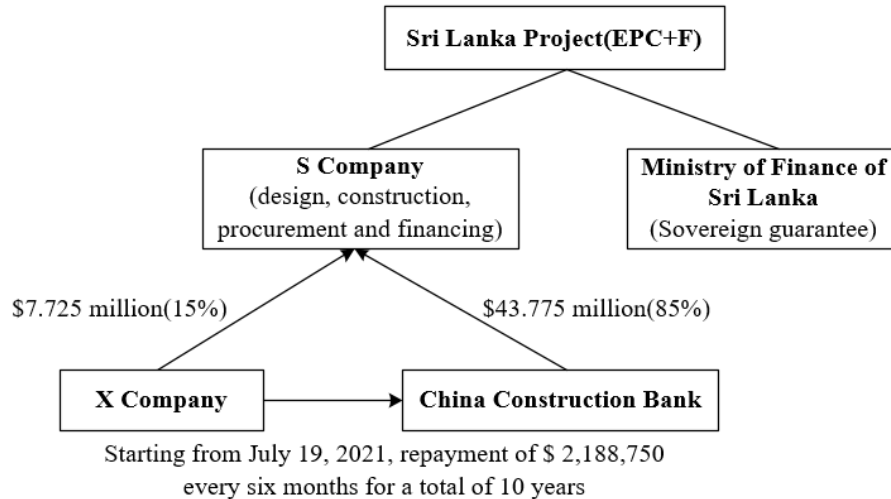 Sri Lanka Project(EPC+F)
S Company
(design, construction,
procurement and financing)
Ministry of Finance of
Sri Lanka
(Sovereign guarantee)
$7.725 million(15%)
$43.775 million(85%)
X Company
China Construction Bank
Starting from July 19, 2021, repayment of $ 2,188,750
every six months for a total of 10 years